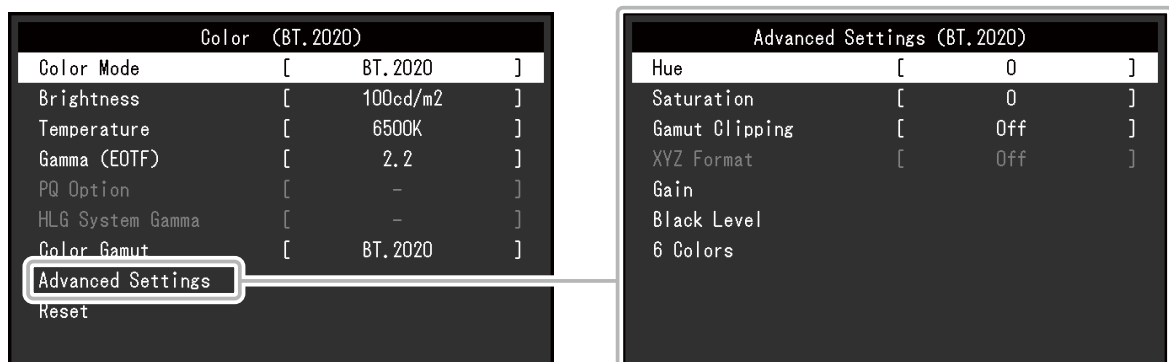 Color (BT.2020)
Color Mode [ BT.2020 ]
Brightness [ 100cd/m2 ]
Temperature [ 6500K ]
Gamma (EOTF) [ 2.2 ]
PQ Option [ – ]
HLG System Gamma [ – ]
Color Gamut [ BT.2020 ]
Advanced Settings
Reset
Advanced Settings (BT.2020)
Hue [ 0 ]
Saturation [ 0 ]
Gamut Clipping [ Off ]
XYZ Format [ Off ]
Gain
Black Level
6 Colors